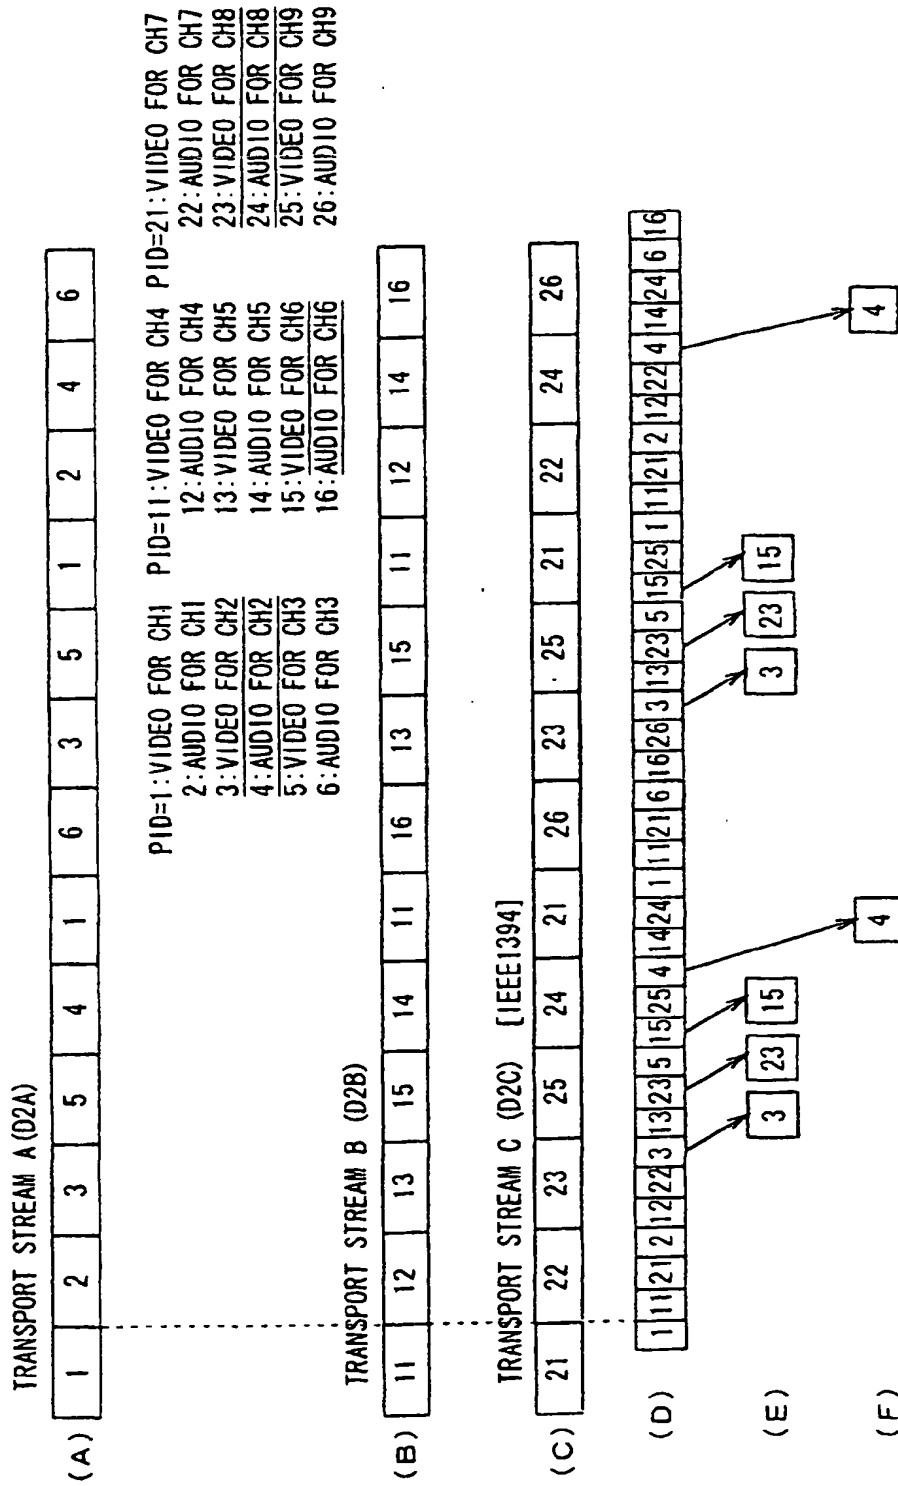 TRANSPORT STREAM A (D2A)
(A) 1 2 3 5 4 1 6 3 5 1 2 4 6
PID=1:VIDEO FOR CH1 PID=11:VIDEO FOR CH4 PID=21:VIDEO FOR CH7
2:AUDIO FOR CH1 12:AUDIO FOR CH4 22:AUDIO FOR CH7
3:VIDEO FOR CH2 13:VIDEO FOR CH5 23:VIDEO FOR CH8
4:AUDIO FOR CH2 14:AUDIO FOR CH5 24:AUDIO FOR CH8
5:VIDEO FOR CH3 15:VIDEO FOR CH6 25:VIDEO FOR CH9
6:AUDIO FOR CH3 16:AUDIO FOR CH6 26:AUDIO FOR CH9
TRANSPORT STREAM B (D2B)
(B) 11 12 13 15 14 11 16 13 15 11 12 14 16
TRANSPORT STREAM C (D2C) [IEEE1394]
(C) 21 22 23 25 24 21 26 23 25 21 22 24 26
(D) 1 11 21 2 12 22 3 13 23 5 15 25 4 14 24 1 11 21 6 16 26 3 13 23 5 15 25 1 11 21 2 12 22 4 14 24 6 16
(E) 3 23 15 3 23 15
(F) 4 4